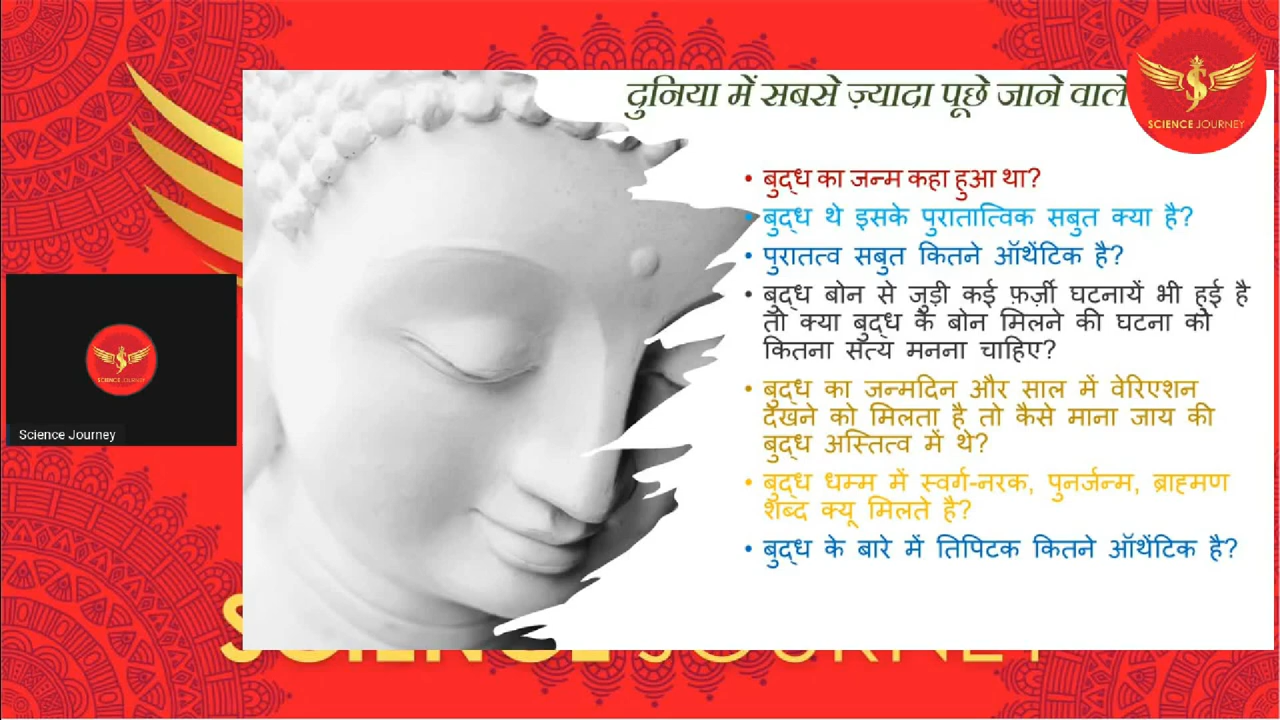 दुनिया में सबसे ज़्यादा पूछे जाने वाले
SCIENCE JOURNEY
• बुद्ध का जन्म कहा हुआ था?
• बुद्ध थे इसके पुरातात्विक सबुत क्या है?
• पुरातत्व सबुत कितने ऑथेंटिक है?
• बुद्ध बोन से जुड़ी कई फ़र्ज़ी घटनायें भी हुई है
तो क्या बुद्ध के बोन मिलने की घटना को
कितना सत्य मनना चाहिए?
• बुद्ध का जन्मदिन और साल में वेरिएशन
देखने को मिलता है तो कैसे माना जाय की
बुद्ध अस्तित्व में थे?
• बुद्ध धम्म में स्वर्ग-नरक, पुनर्जन्म, ब्राह्मण
शब्द क्यू मिलते है?
• बुद्ध के बारे में तिपिटक कितने ऑथेंटिक है?
SCIENCE JOURNEY
Science Journey
SCIENCE JOURNEY